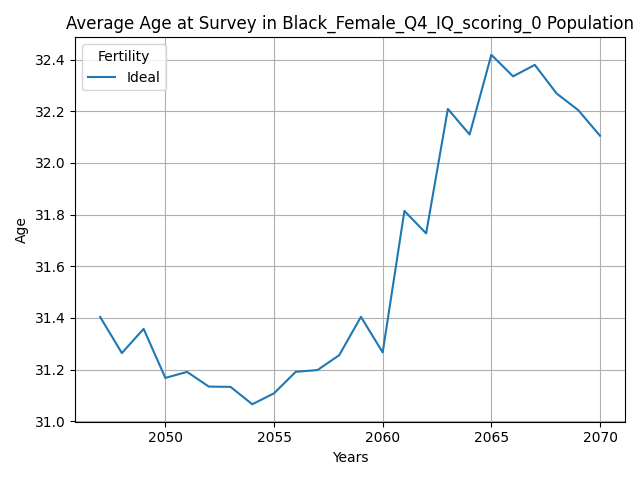 Average Age at Survey in Black_Female_Q4_IQ_scoring_0 Population
Fertility
Ideal
32.4
32.2
32.0
31.8
31.6
31.4
31.2
31.0
Age
2050 2055 2060 2065 2070
Years